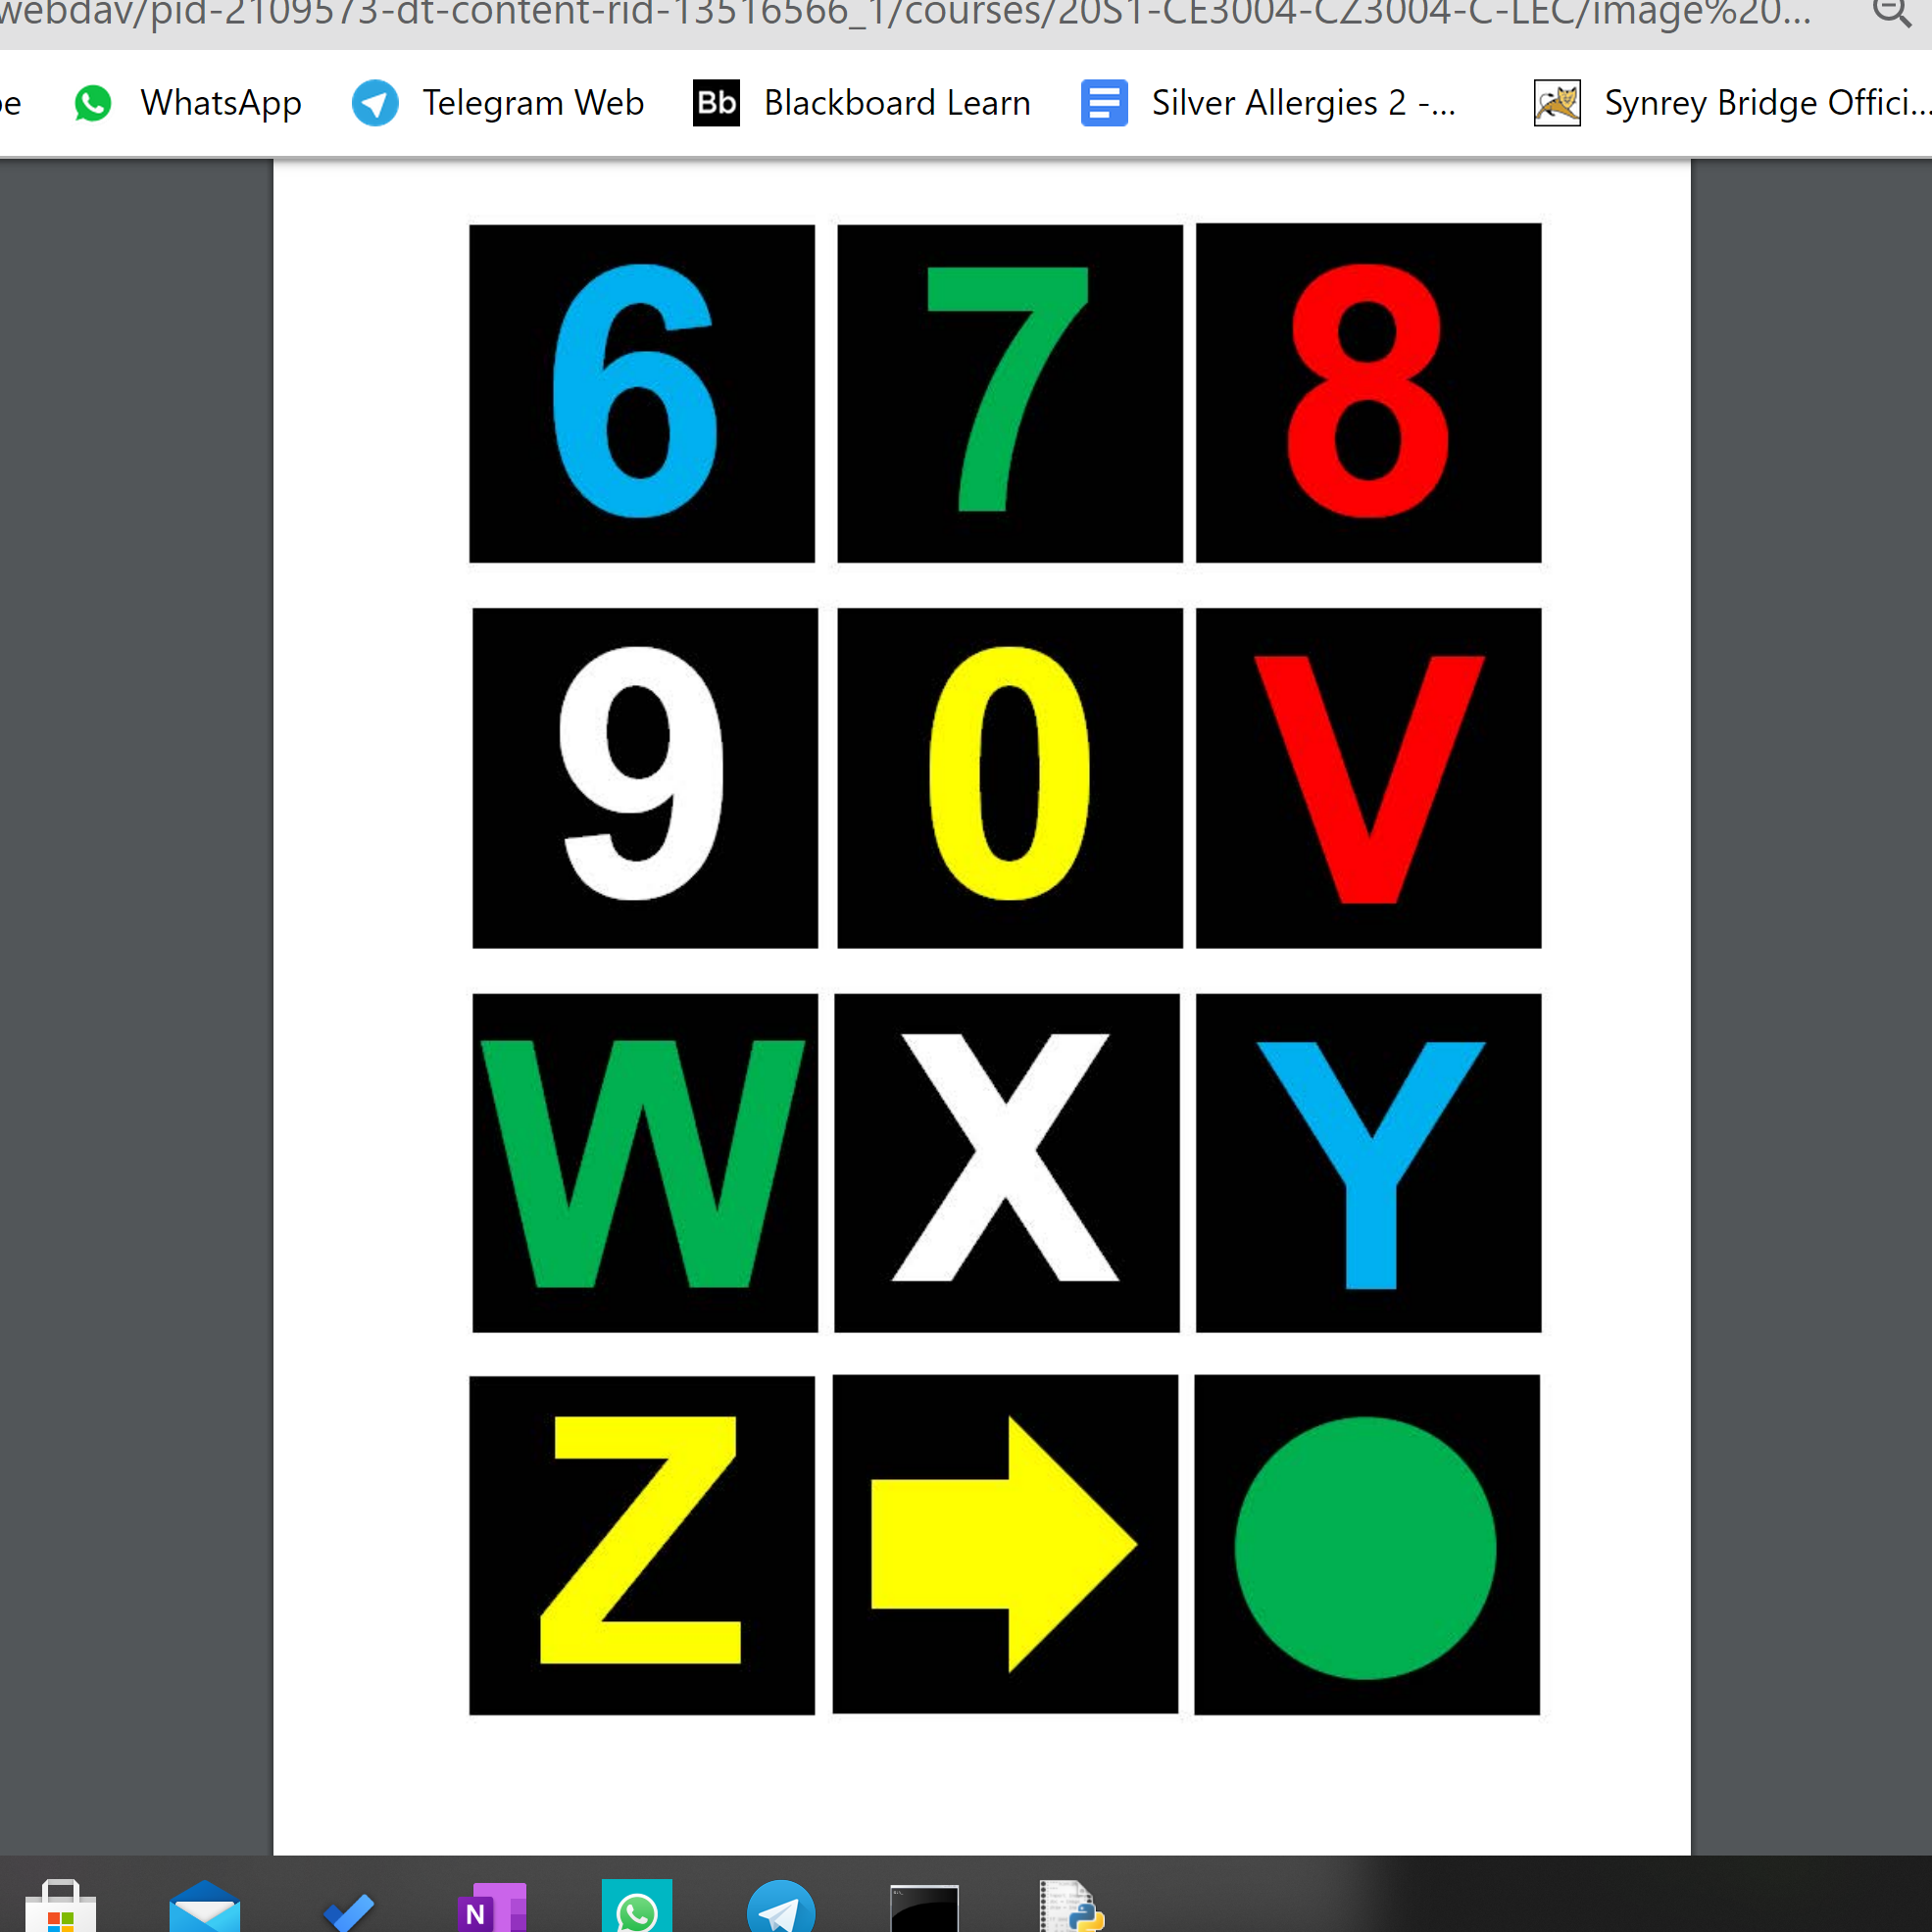 webdav/pid-2109573-dt-content-rid-13516566_1/courses/20S1-CE3004-CZ3004-C-LEC/image%20...
WhatsApp Telegram Web Bb Blackboard Learn Silver Allergies 2 -... Synrey Bridge Offici...
6 7 8
9 0 V
W X Y
Z
N